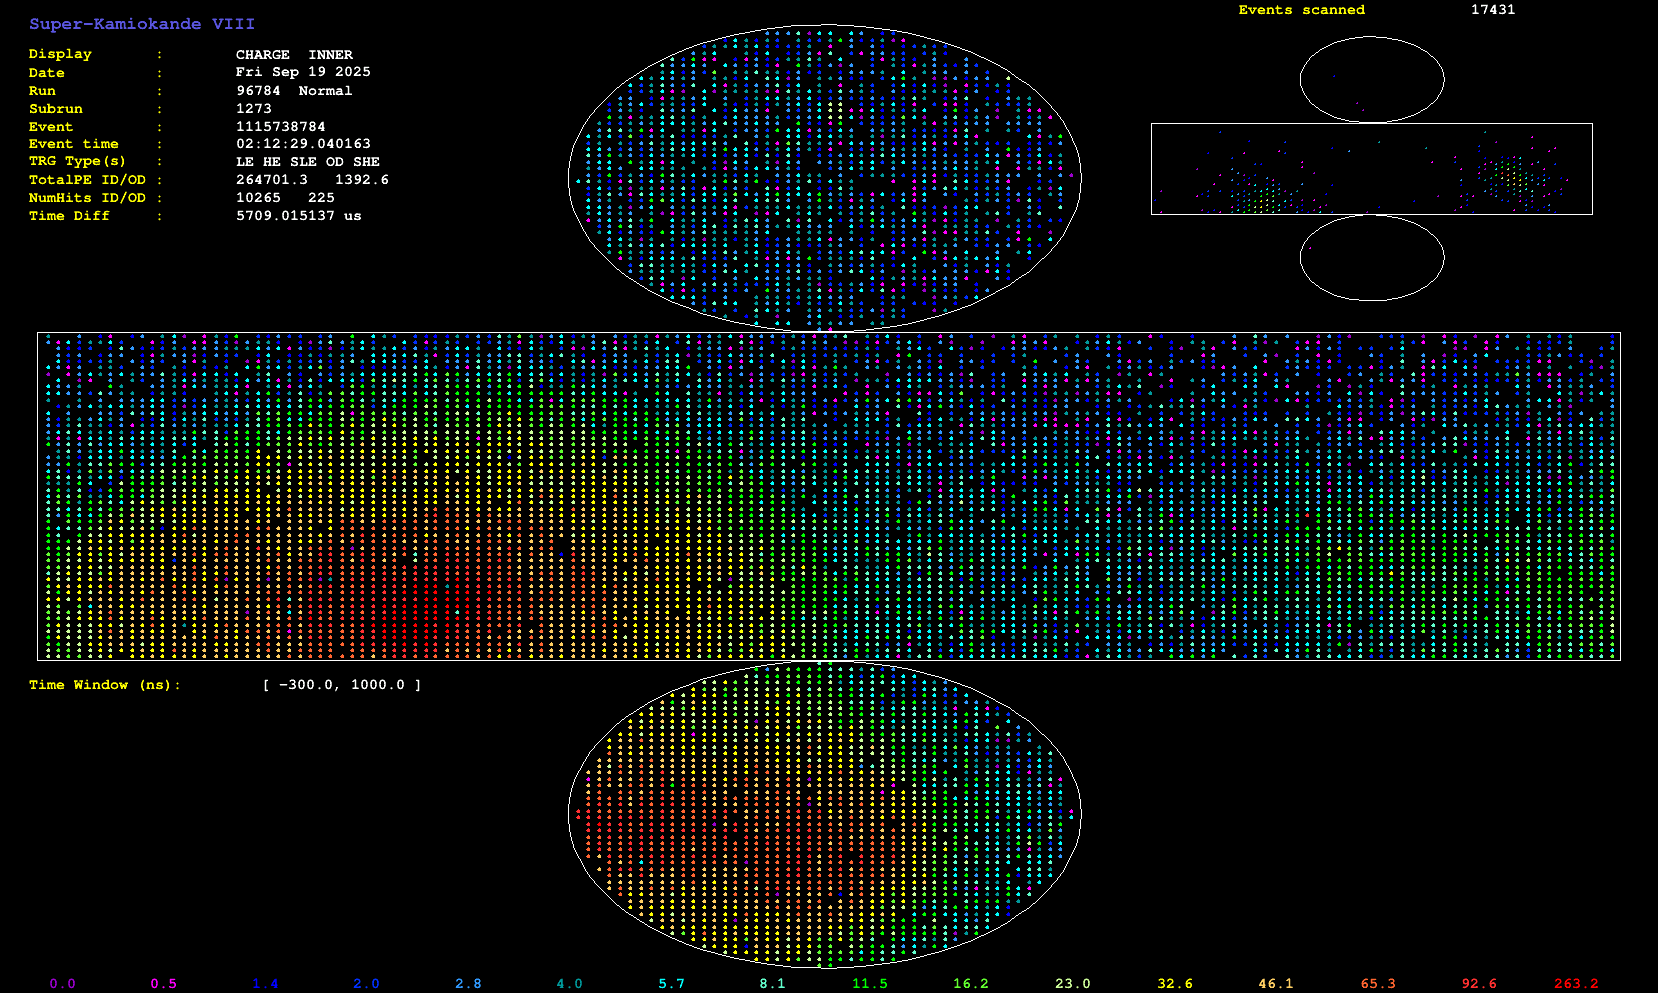 Super-Kamiokande VIII
Display : CHARGE INNER
Date : Fri Sep 19 2025
Run : 96784 Normal
Subrun : 1273
Event : 1115738784
Event time : 02:12:29.040163
TRG Type(s) : LE HE SLE OD SHE
TotalPE ID/OD : 264701.3 1392.6
NumHits ID/OD : 10265 225
Time Diff : 5709.015137 us
Events scanned 17431
Time Window (ns): [ -300.0, 1000.0 ]
0.0 0.5 1.4 2.0 2.8 4.0 5.7 8.1 11.5 16.2 23.0 32.6 46.1 65.3 92.6 263.2